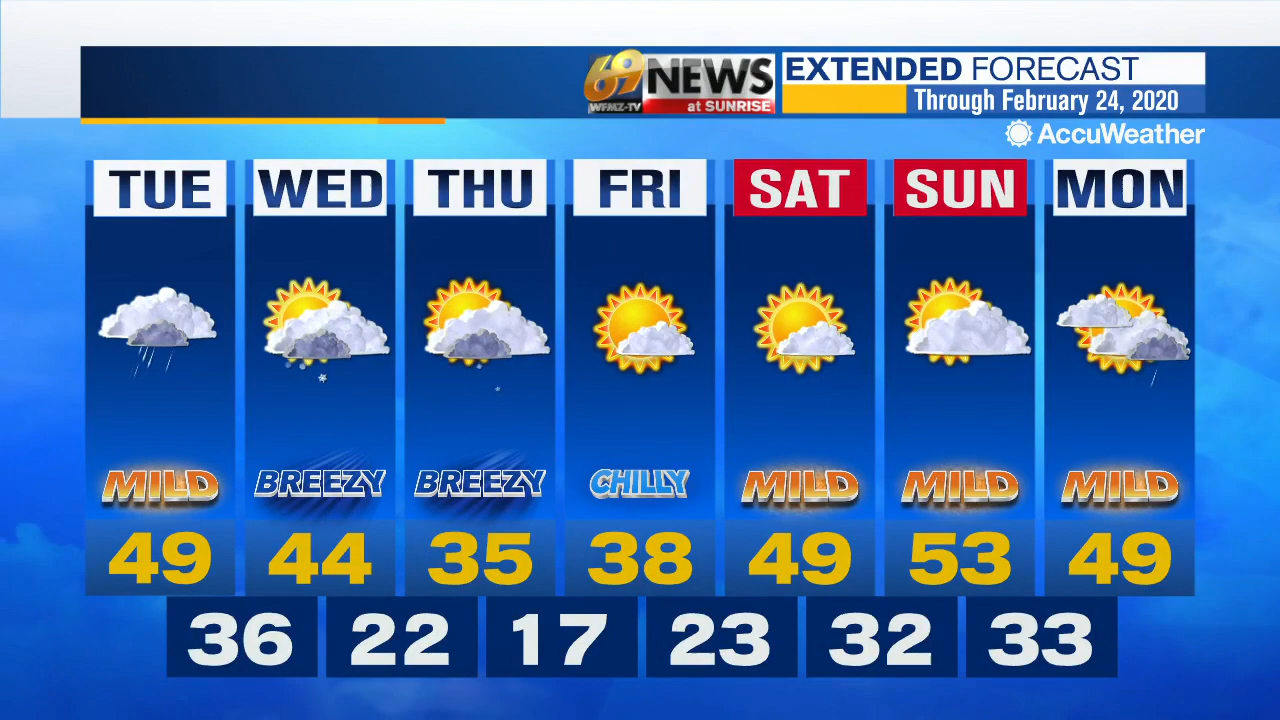 69 NEWS
WFMZ-TV
at SUNRISE
EXTENDED FORECAST
Through February 24, 2020
AccuWeather
TUE WED THU FRI SAT SUN MON
MILD BREEZY BREEZY CHILLY MILD MILD MILD
49 44 35 38 49 53 49
36 22 17 23 32 33